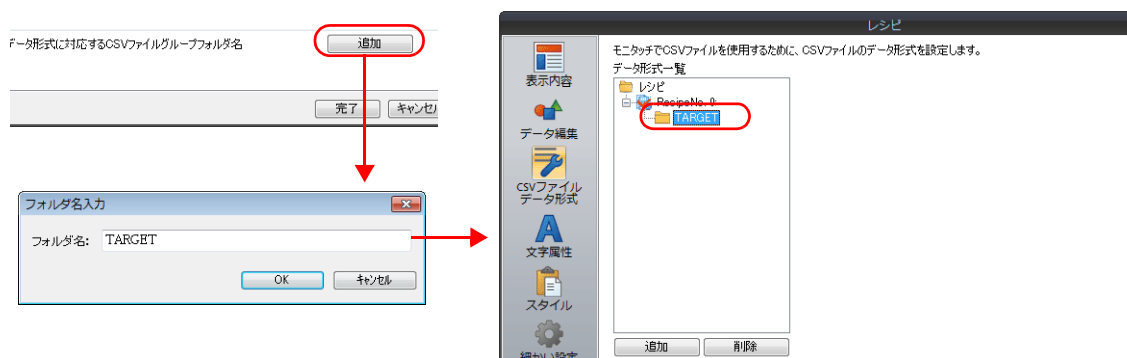 データ形式に対応するCSVファイルグループフォルダ名
追加
完了
キャンセル
フォルダ名入力
フォルダ名:
TARGET
OK
キャンセル
レシピ
モニタッチでCSVファイルを使用するために、CSVファイルのデータ形式を設定します。
データ形式一覧
レシピ
RecipeNo. 0:
TARGET
表示内容
データ編集
CSVファイル
データ形式
文字属性
スタイル
細かい設定
追加
削除